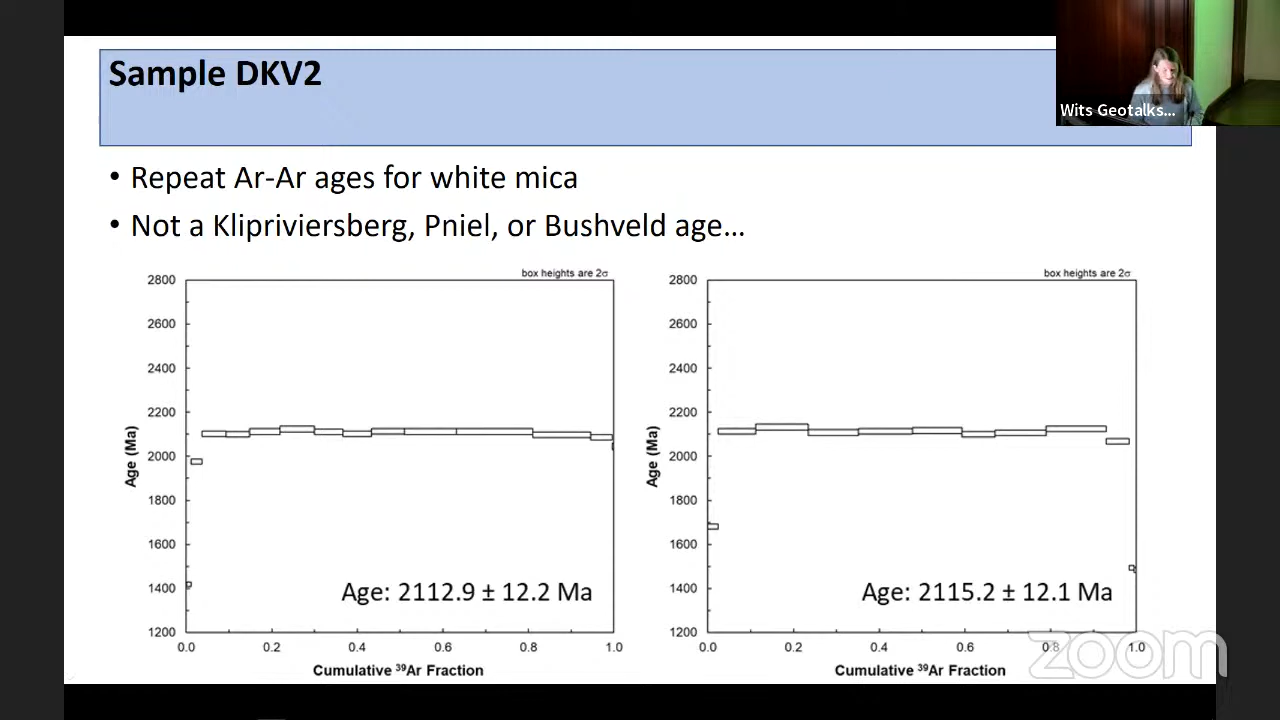 Sample DKV2
Wits Geotalks...
• Repeat Ar-Ar ages for white mica
• Not a Klipriviersberg, Pniel, or Bushveld age...
box heights are 2σ
2800
2600
2400
2200
2000
1800
1600
1400
1200
Age (Ma)
Age: 2112.9 ± 12.2 Ma
0.0 0.2 0.4 0.6 0.8 1.0
Cumulative ³⁹Ar Fraction
box heights are 2σ
2800
2600
2400
2200
2000
1800
1600
1400
1200
Age (Ma)
Age: 2115.2 ± 12.1 Ma
0.0 0.2 0.4 0.6 0.8 1.0
Cumulative ³⁹Ar Fraction
zoom